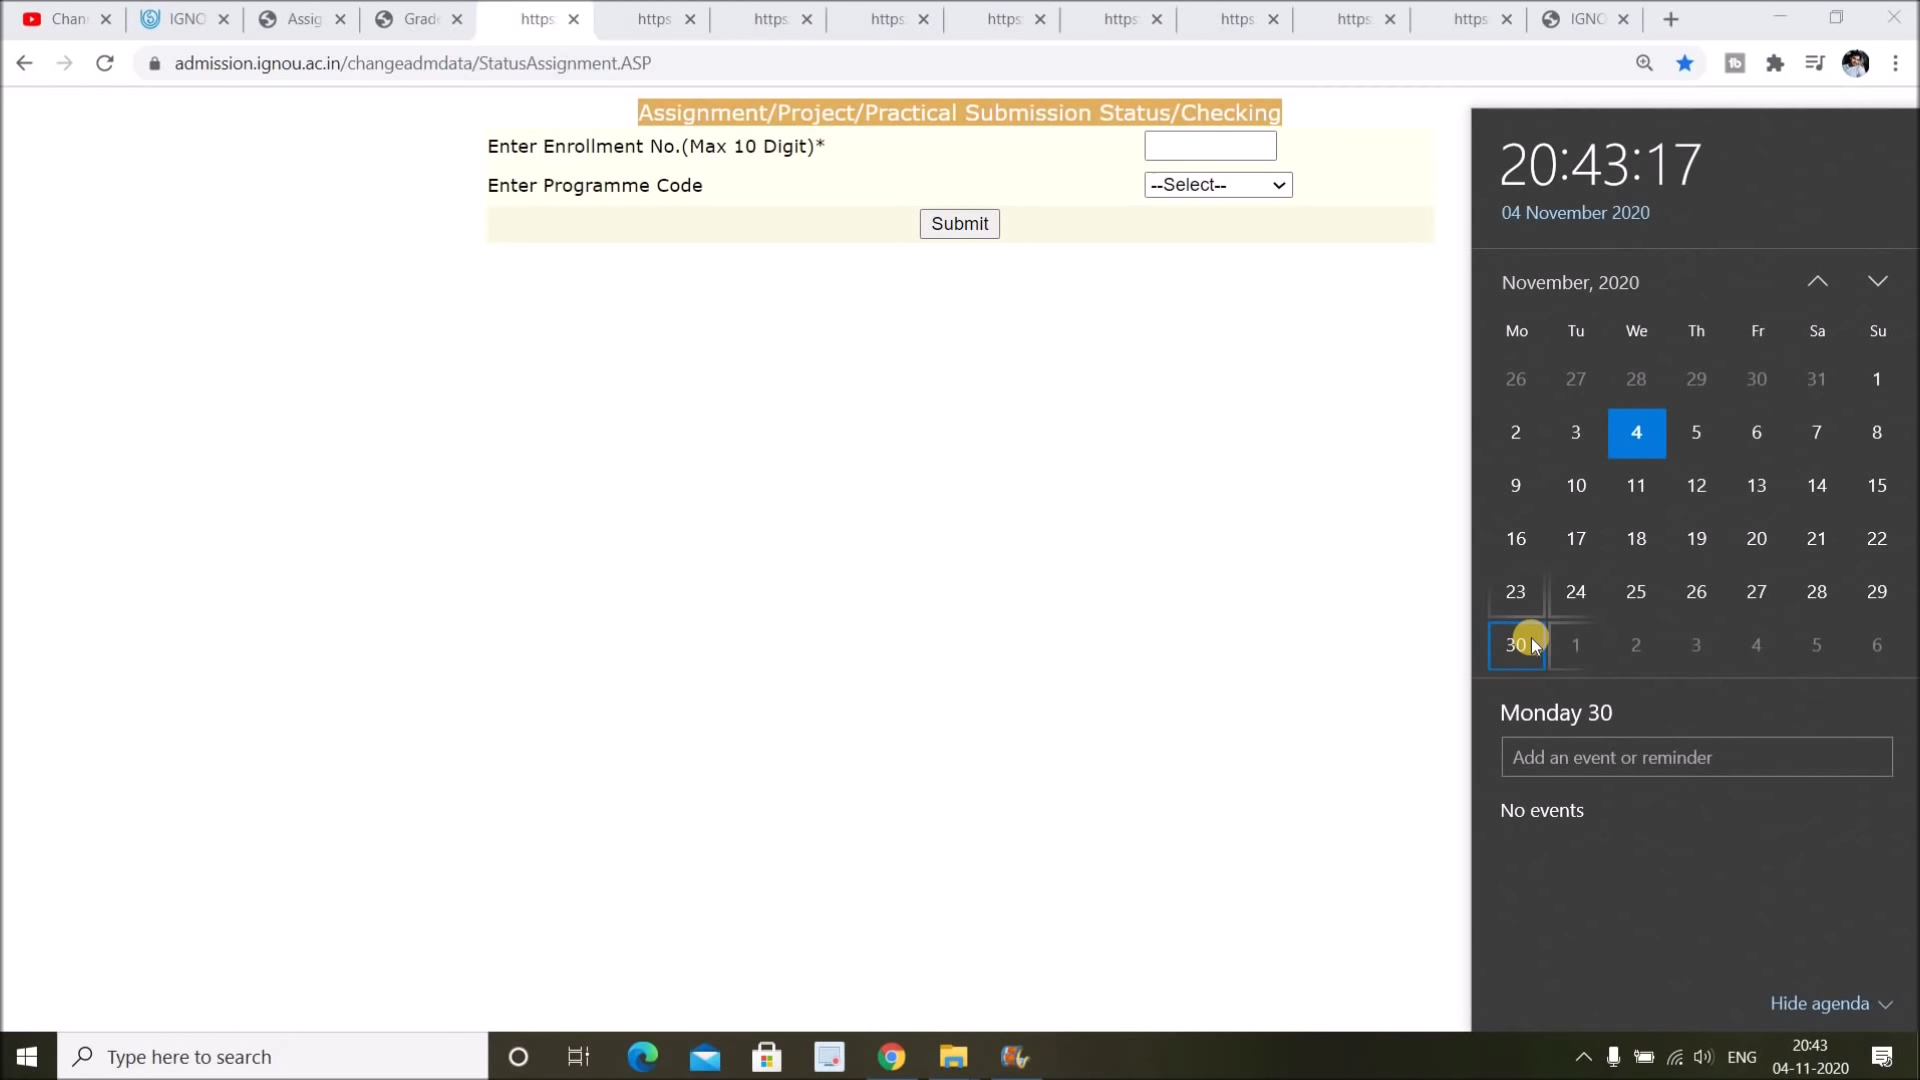 Chan
IGNO
Assig
Grade
https
https
https
https
https
https
https
https
https
IGNO
admission.ignou.ac.in/changeadmdata/StatusAssignment.ASP
Assignment/Project/Practical Submission Status/Checking
Enter Enrollment No.(Max 10 Digit)*
Enter Programme Code
--Select--
Submit
20:43:17
04 November 2020
November, 2020
Mo Tu We Th Fr Sa Su
26 27 28 29 30 31 1
2 3 4 5 6 7 8
9 10 11 12 13 14 15
16 17 18 19 20 21 22
23 24 25 26 27 28 29
30 1 2 3 4 5 6
Monday 30
Add an event or reminder
No events
Hide agenda
Type here to search
ENG
20:43
04-11-2020